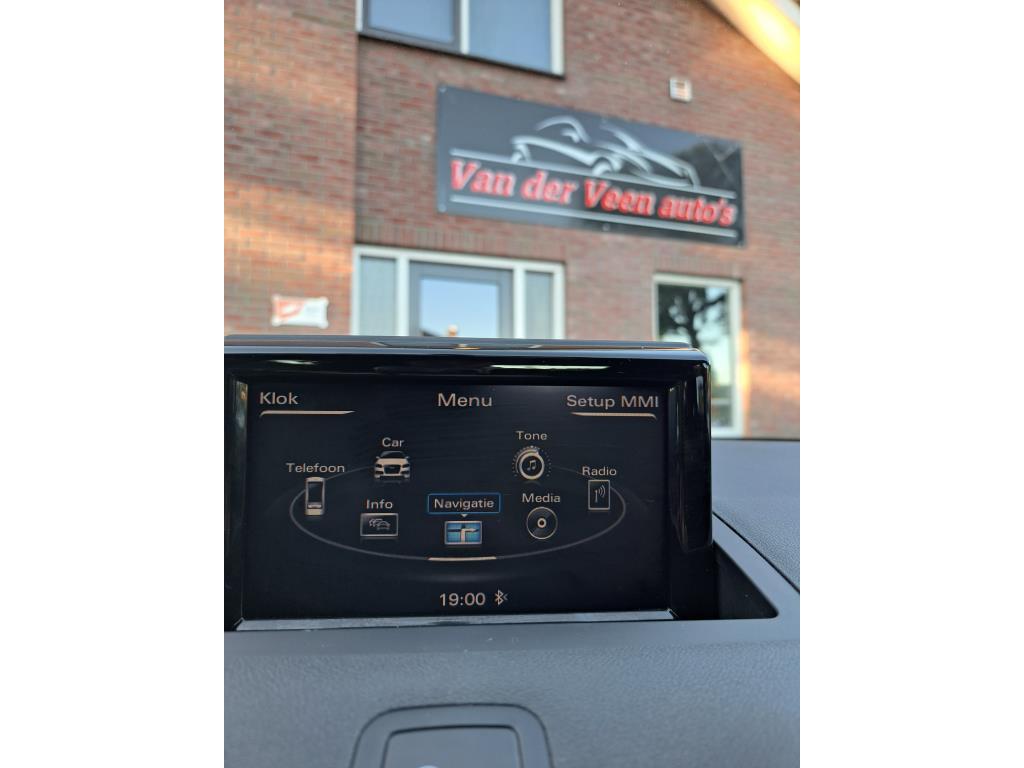 Van der Veen auto's
Klok
Menu
Setup MMI
Car
Tone
Telefoon
Radio
Info
Navigatie
Media
19:00